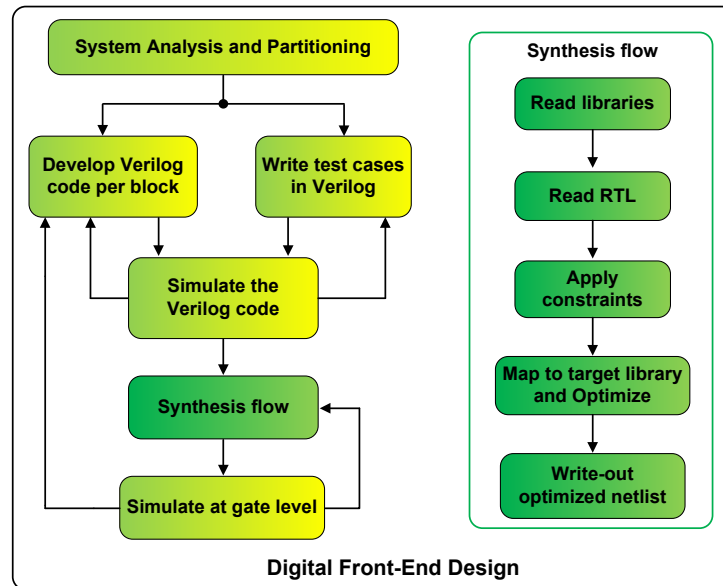 System Analysis and Partitioning
Develop Verilog
code per block
Write test cases
in Verilog
Simulate the
Verilog code
Synthesis flow
Simulate at gate level
Synthesis flow
Read libraries
Read RTL
Apply
constraints
Map to target library
and Optimize
Write-out
optimized netlist
Digital Front-End Design